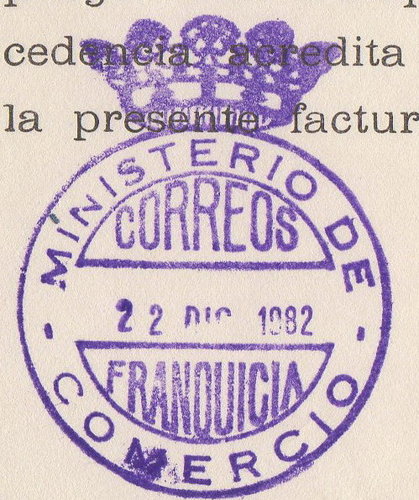 cedencia acredita
la presente factur
MINISTERIO DE
CORREOS
22 DIC 1982
FRANQUICIA
- COMERCIO -